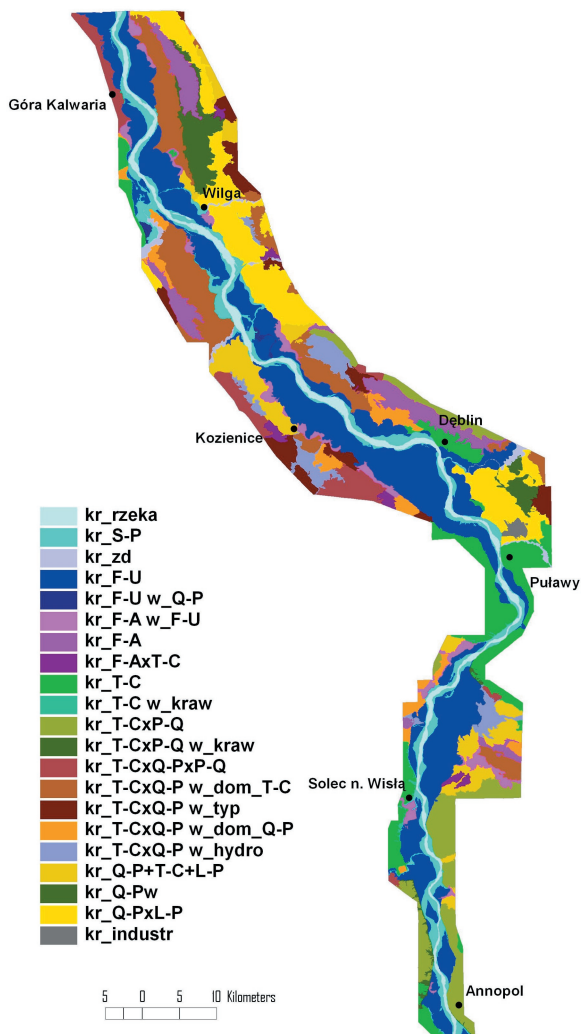 Góra Kalwaria
Wilga
Kozienice
Dęblin
Puławy
Solec n. Wisłą
Annopol
kr_rzeka
kr_S-P
kr_zd
kr_F-U
kr_F-U w_Q-P
kr_F-A w_F-U
kr_F-A
kr_F-AxT-C
kr_T-C
kr_T-C w_kraw
kr_T-CxP-Q
kr_T-CxP-Q w_kraw
kr_T-CxQ-PxP-Q
kr_T-CxQ-P w_dom_T-C
kr_T-CxQ-P w_typ
kr_T-CxQ-P w_dom_Q-P
kr_T-CxQ-P w_hydro
kr_Q-P+T-C+L-P
kr_Q-Pw
kr_Q-PxL-P
kr_industr
5 0 5 10 Kilometers